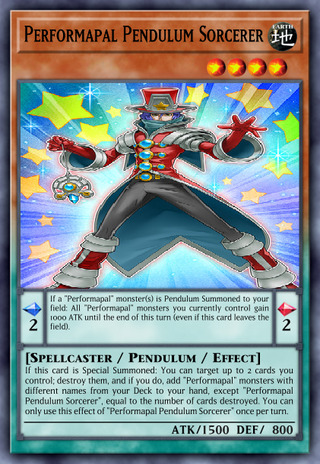 Performapal Pendulum Sorcerer
EARTH
地
If a "Performapal" monster(s) is Pendulum Summoned to your
field: All "Performapal" monsters you currently control gain
1000 ATK until the end of this turn (even if this card leaves the
field).
2
2
[Spellcaster / Pendulum / Effect]
If this card is Special Summoned: You can target up to 2 cards you
control; destroy them, and if you do, add "Performapal" monsters with
different names from your Deck to your hand, except "Performapal
Pendulum Sorcerer", equal to the number of cards destroyed. You can
only use this effect of "Performapal Pendulum Sorcerer" once per turn.
ATK/1500 DEF/ 800